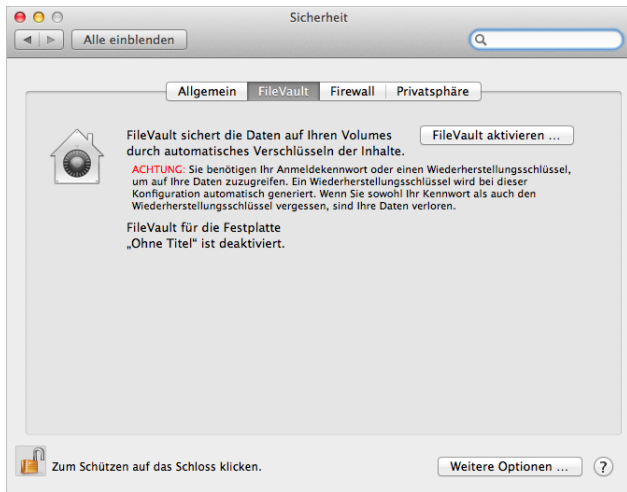 Sicherheit
Alle einblenden
Allgemein FileVault Firewall Privatsphäre
FileVault sichert die Daten auf Ihren Volumes
durch automatisches Verschlüsseln der Inhalte.
FileVault aktivieren ...
ACHTUNG: Sie benötigen Ihr Anmeldekennwort oder einen Wiederherstellungsschlüssel,
um auf Ihre Daten zuzugreifen. Ein Wiederherstellungsschlüssel wird bei dieser
Konfiguration automatisch generiert. Wenn Sie sowohl Ihr Kennwort als auch den
Wiederherstellungsschlüssel vergessen, sind Ihre Daten verloren.
FileVault für die Festplatte
„Ohne Titel“ ist deaktiviert.
Zum Schützen auf das Schloss klicken.
Weitere Optionen ... ?